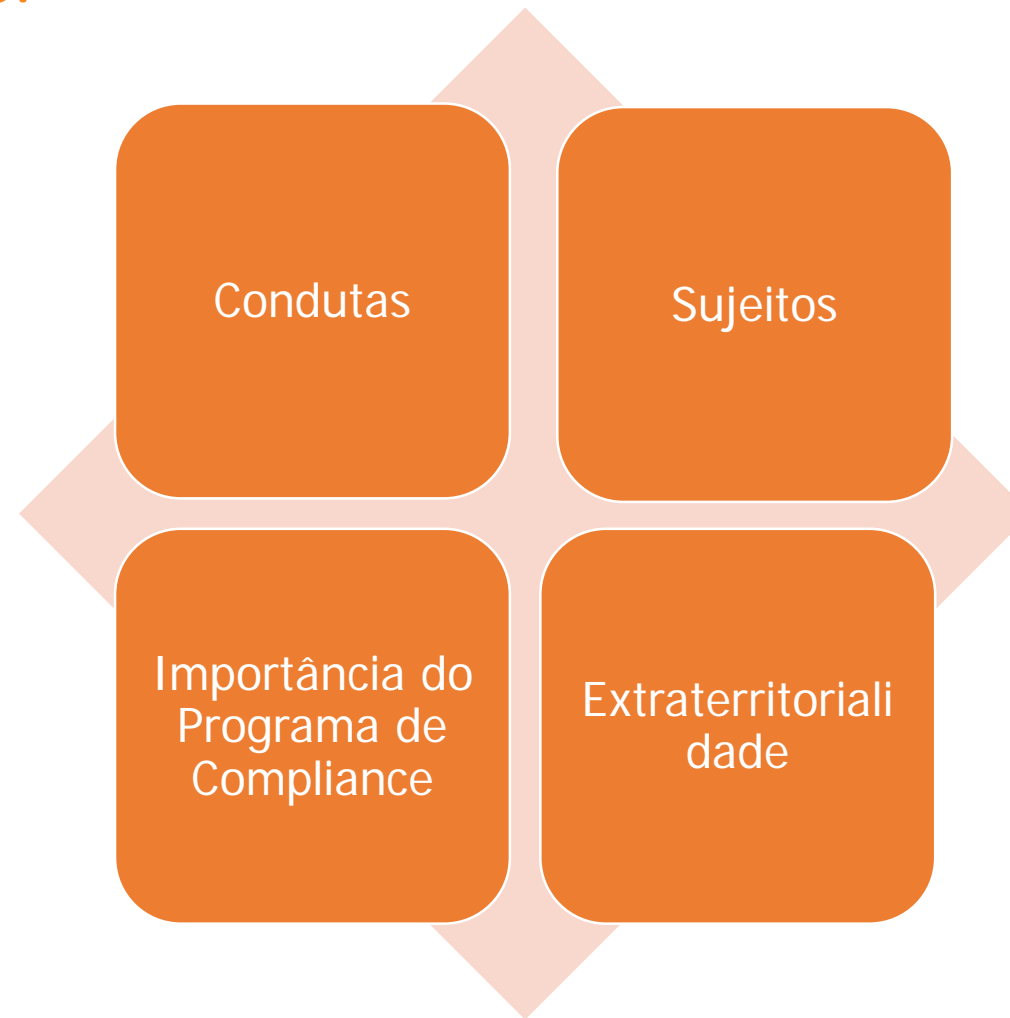 Condutas
Sujeitos
Importância do
Programa de
Compliance
Extraterritoriali
dade